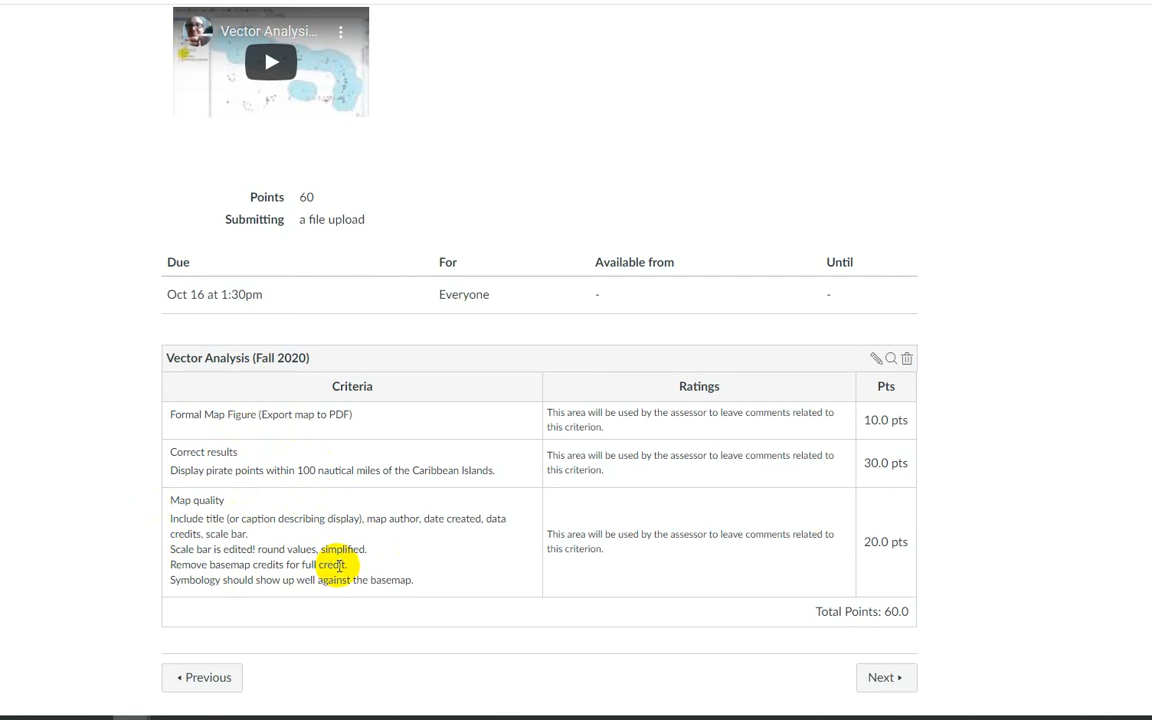 Vector Analysi...
Points 60
Submitting a file upload
Due For Available from Until
Oct 16 at 1:30pm Everyone - -
Vector Analysis (Fall 2020)
Criteria Ratings Pts
Formal Map Figure (Export map to PDF)
This area will be used by the assessor to leave comments related to
this criterion.
10.0 pts
Correct results
Display pirate points within 100 nautical miles of the Caribbean Islands.
This area will be used by the assessor to leave comments related to
this criterion.
30.0 pts
Map quality
Include title (or caption describing display), map author, date created, data
credits, scale bar.
Scale bar is edited! round values, simplified.
Remove basemap credits for full credit.
Symbology should show up well against the basemap.
This area will be used by the assessor to leave comments related to
this criterion.
20.0 pts
Total Points: 60.0
Previous
Next